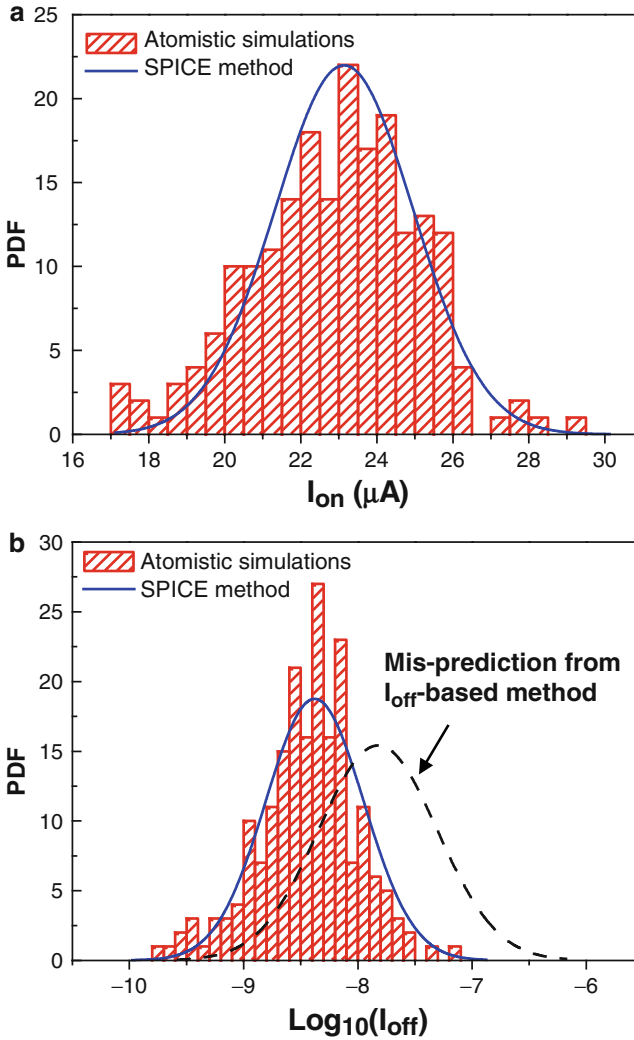 a
Atomistic simulations
SPICE method
PDF
25
20
15
10
5
0
16 18 20 22 24 26 28 30
Ion (μA)
b
Atomistic simulations
SPICE method
Mis-prediction from
Ioff-based method
PDF
30
25
20
15
10
5
0
−10 −9 −8 −7 −6
Log10(Ioff)